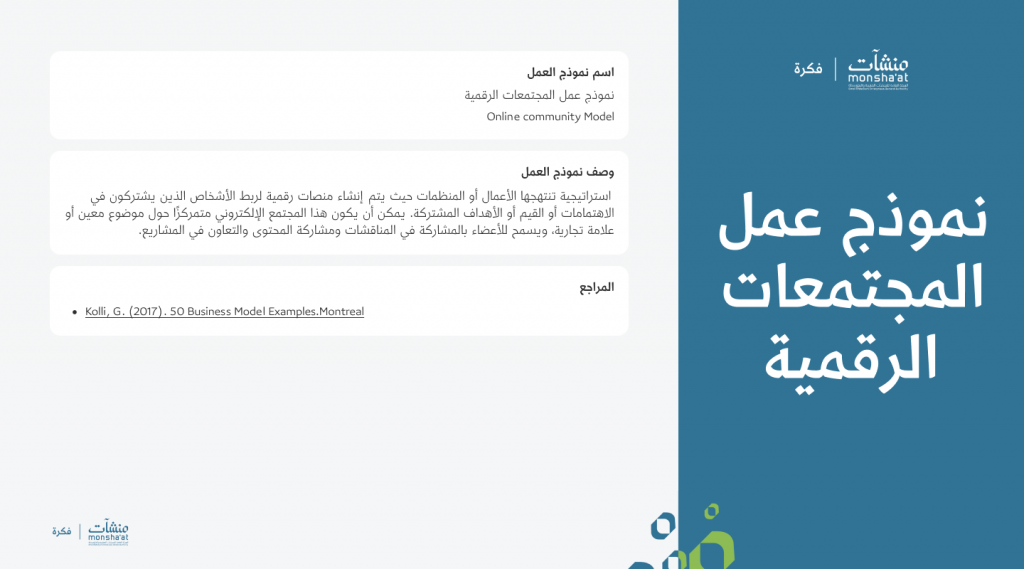 منشآت
monsha'at
فكرة
نموذج عمل
المجتمعات
الرقمية
اسم نموذج العمل
نموذج عمل المجتمعات الرقمية
Online community Model
وصف نموذج العمل
استراتيجية تنتهجها الأعمال أو المنظمات حيث يتم إنشاء منصات رقمية لربط الأشخاص الذين يشتركون في
الاهتمامات أو القيم أو الأهداف المشتركة. يمكن أن يكون هذا المجتمع الإلكتروني متمركزًا حول موضوع معين أو
علامة تجارية، ويسمح للأعضاء بالمشاركة في المناقشات ومشاركة المحتوى والتعاون في المشاريع.
المراجع
• Kolli, G. (2017). 50 Business Model Examples.Montreal
منشآت
monsha'at
فكرة